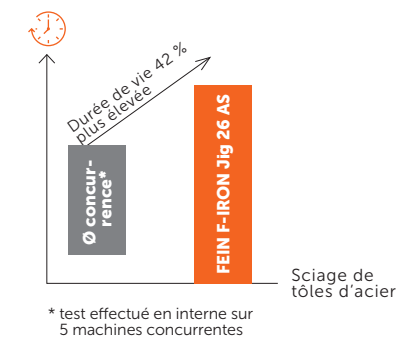 Durée de vie 42 %
plus élevée
Ø concur-
rence*
FEIN F-IRON Jig 26 AS
Sciage de
tôles d’acier
* test effectué en interne sur
5 machines concurrentes